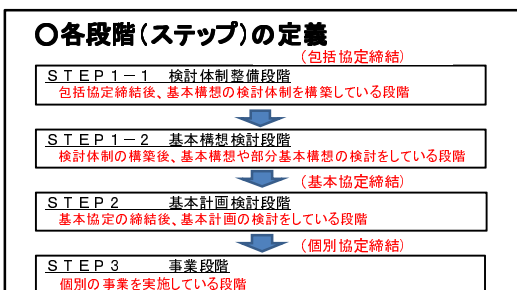 〇各段階（ステップ）の定義
（包括協定締結）
ＳＴＥＰ１－１　検討体制整備段階
包括協定締結後、基本構想の検討体制を構築している段階
ＳＴＥＰ１－２　基本構想検討段階
検討体制の構築後、基本構想や部分基本構想の検討をしている段階
（基本協定締結）
ＳＴＥＰ２　基本計画検討段階
基本協定の締結後、基本計画の検討をしている段階
（個別協定締結）
ＳＴＥＰ３　事業段階
個別の事業を実施している段階